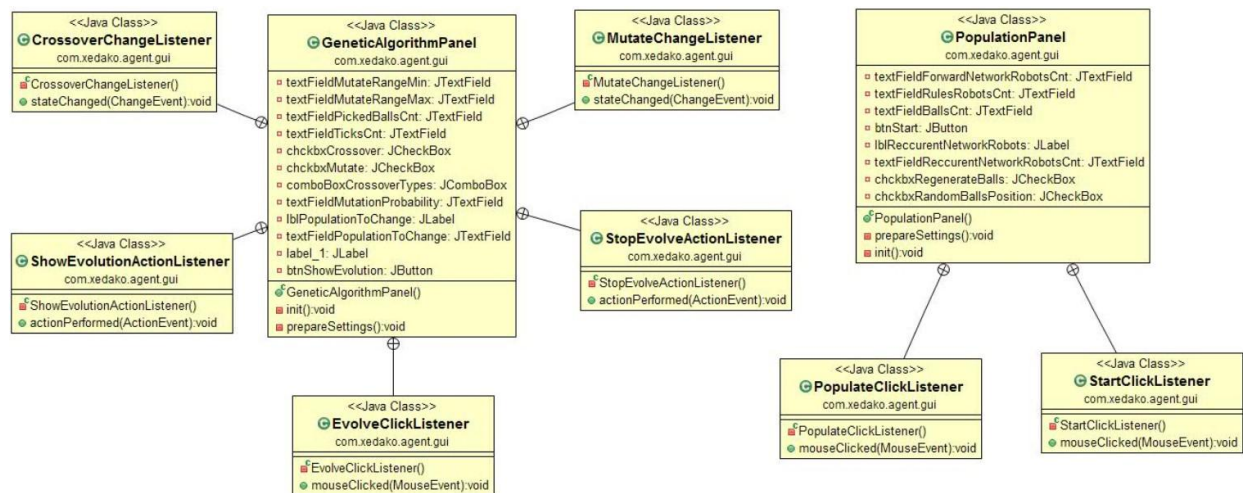 <<Java Class>>
CrossoverChangeListener
com.xedako.agent.gui
CrossoverChangeListener()
stateChanged(ChangeEvent):void
<<Java Class>>
GeneticAlgorithmPanel
com.xedako.agent.gui
textFieldMutateRangeMin: JTextField
textFieldMutateRangeMax: JTextField
textFieldPickedBallsCnt: JTextField
textFieldTicksCnt: JTextField
chckbxCrossover: JCheckBox
chckbxMutate: JCheckBox
comboBoxCrossoverTypes: JComboBox
textFieldMutationProbability: JTextField
lblPopulationToChange: JLabel
textFieldPopulationToChange: JTextField
label_1: JLabel
btnShowEvolution: JButton
GeneticAlgorithmPanel()
init():void
prepareSettings():void
<<Java Class>>
MutateChangeListener
com.xedako.agent.gui
MutateChangeListener()
stateChanged(ChangeEvent):void
<<Java Class>>
PopulationPanel
com.xedako.agent.gui
textFieldForwardNetworkRobotsCnt: JTextField
textFieldRulesRobotsCnt: JTextField
textFieldBallsCnt: JTextField
btnStart: JButton
lblReccurentNetworkRobots: JLabel
textFieldReccurentNetworkRobotsCnt: JTextField
chckbxRegenerateBalls: JCheckBox
chckbxRandomBallsPosition: JCheckBox
PopulationPanel()
prepareSettings():void
init():void
<<Java Class>>
ShowEvolutionActionListener
com.xedako.agent.gui
ShowEvolutionActionListener()
actionPerformed(ActionEvent):void
<<Java Class>>
StopEvolveActionListener
com.xedako.agent.gui
StopEvolveActionListener()
actionPerformed(ActionEvent):void
<<Java Class>>
EvolveClickListener
com.xedako.agent.gui
EvolveClickListener()
mouseClicked(MouseEvent):void
<<Java Class>>
PopulateClickListener
com.xedako.agent.gui
PopulateClickListener()
mouseClicked(MouseEvent):void
<<Java Class>>
StartClickListener
com.xedako.agent.gui
StartClickListener()
mouseClicked(MouseEvent):void